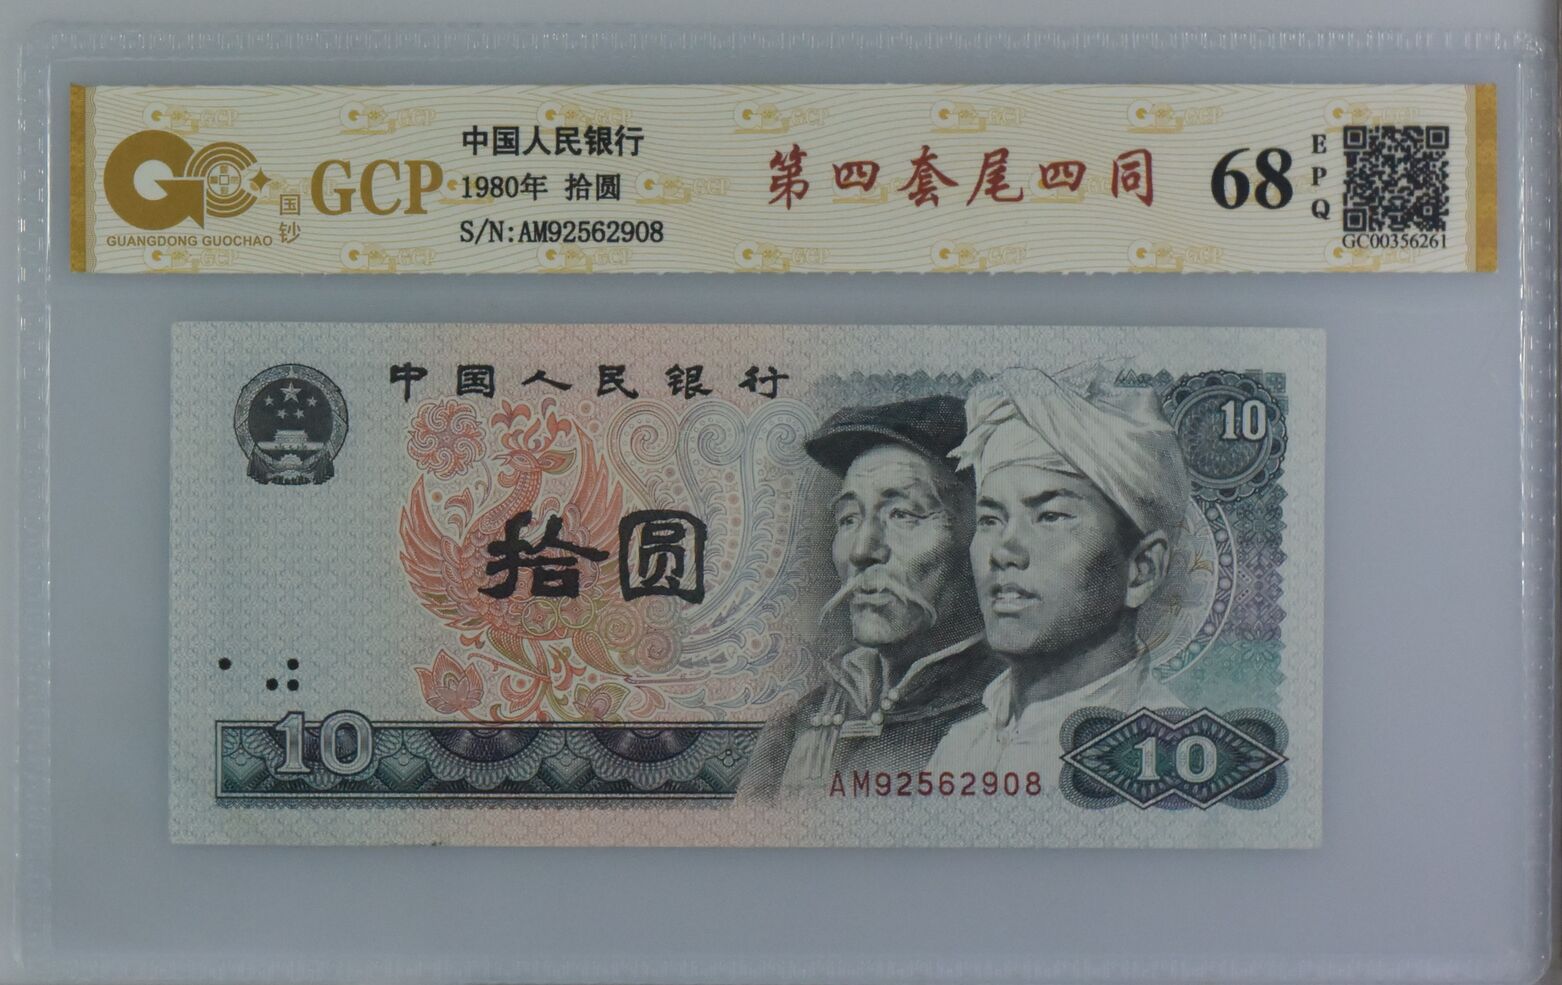 GUANGDONG GUOCHAO
国钞
GCP
中国人民银行
1980年 拾圆
S/N:AM92562908
第四套尾四同
68
EPQ
GC00356261
中国人民银行
10
拾圆
10
AM92562908
10